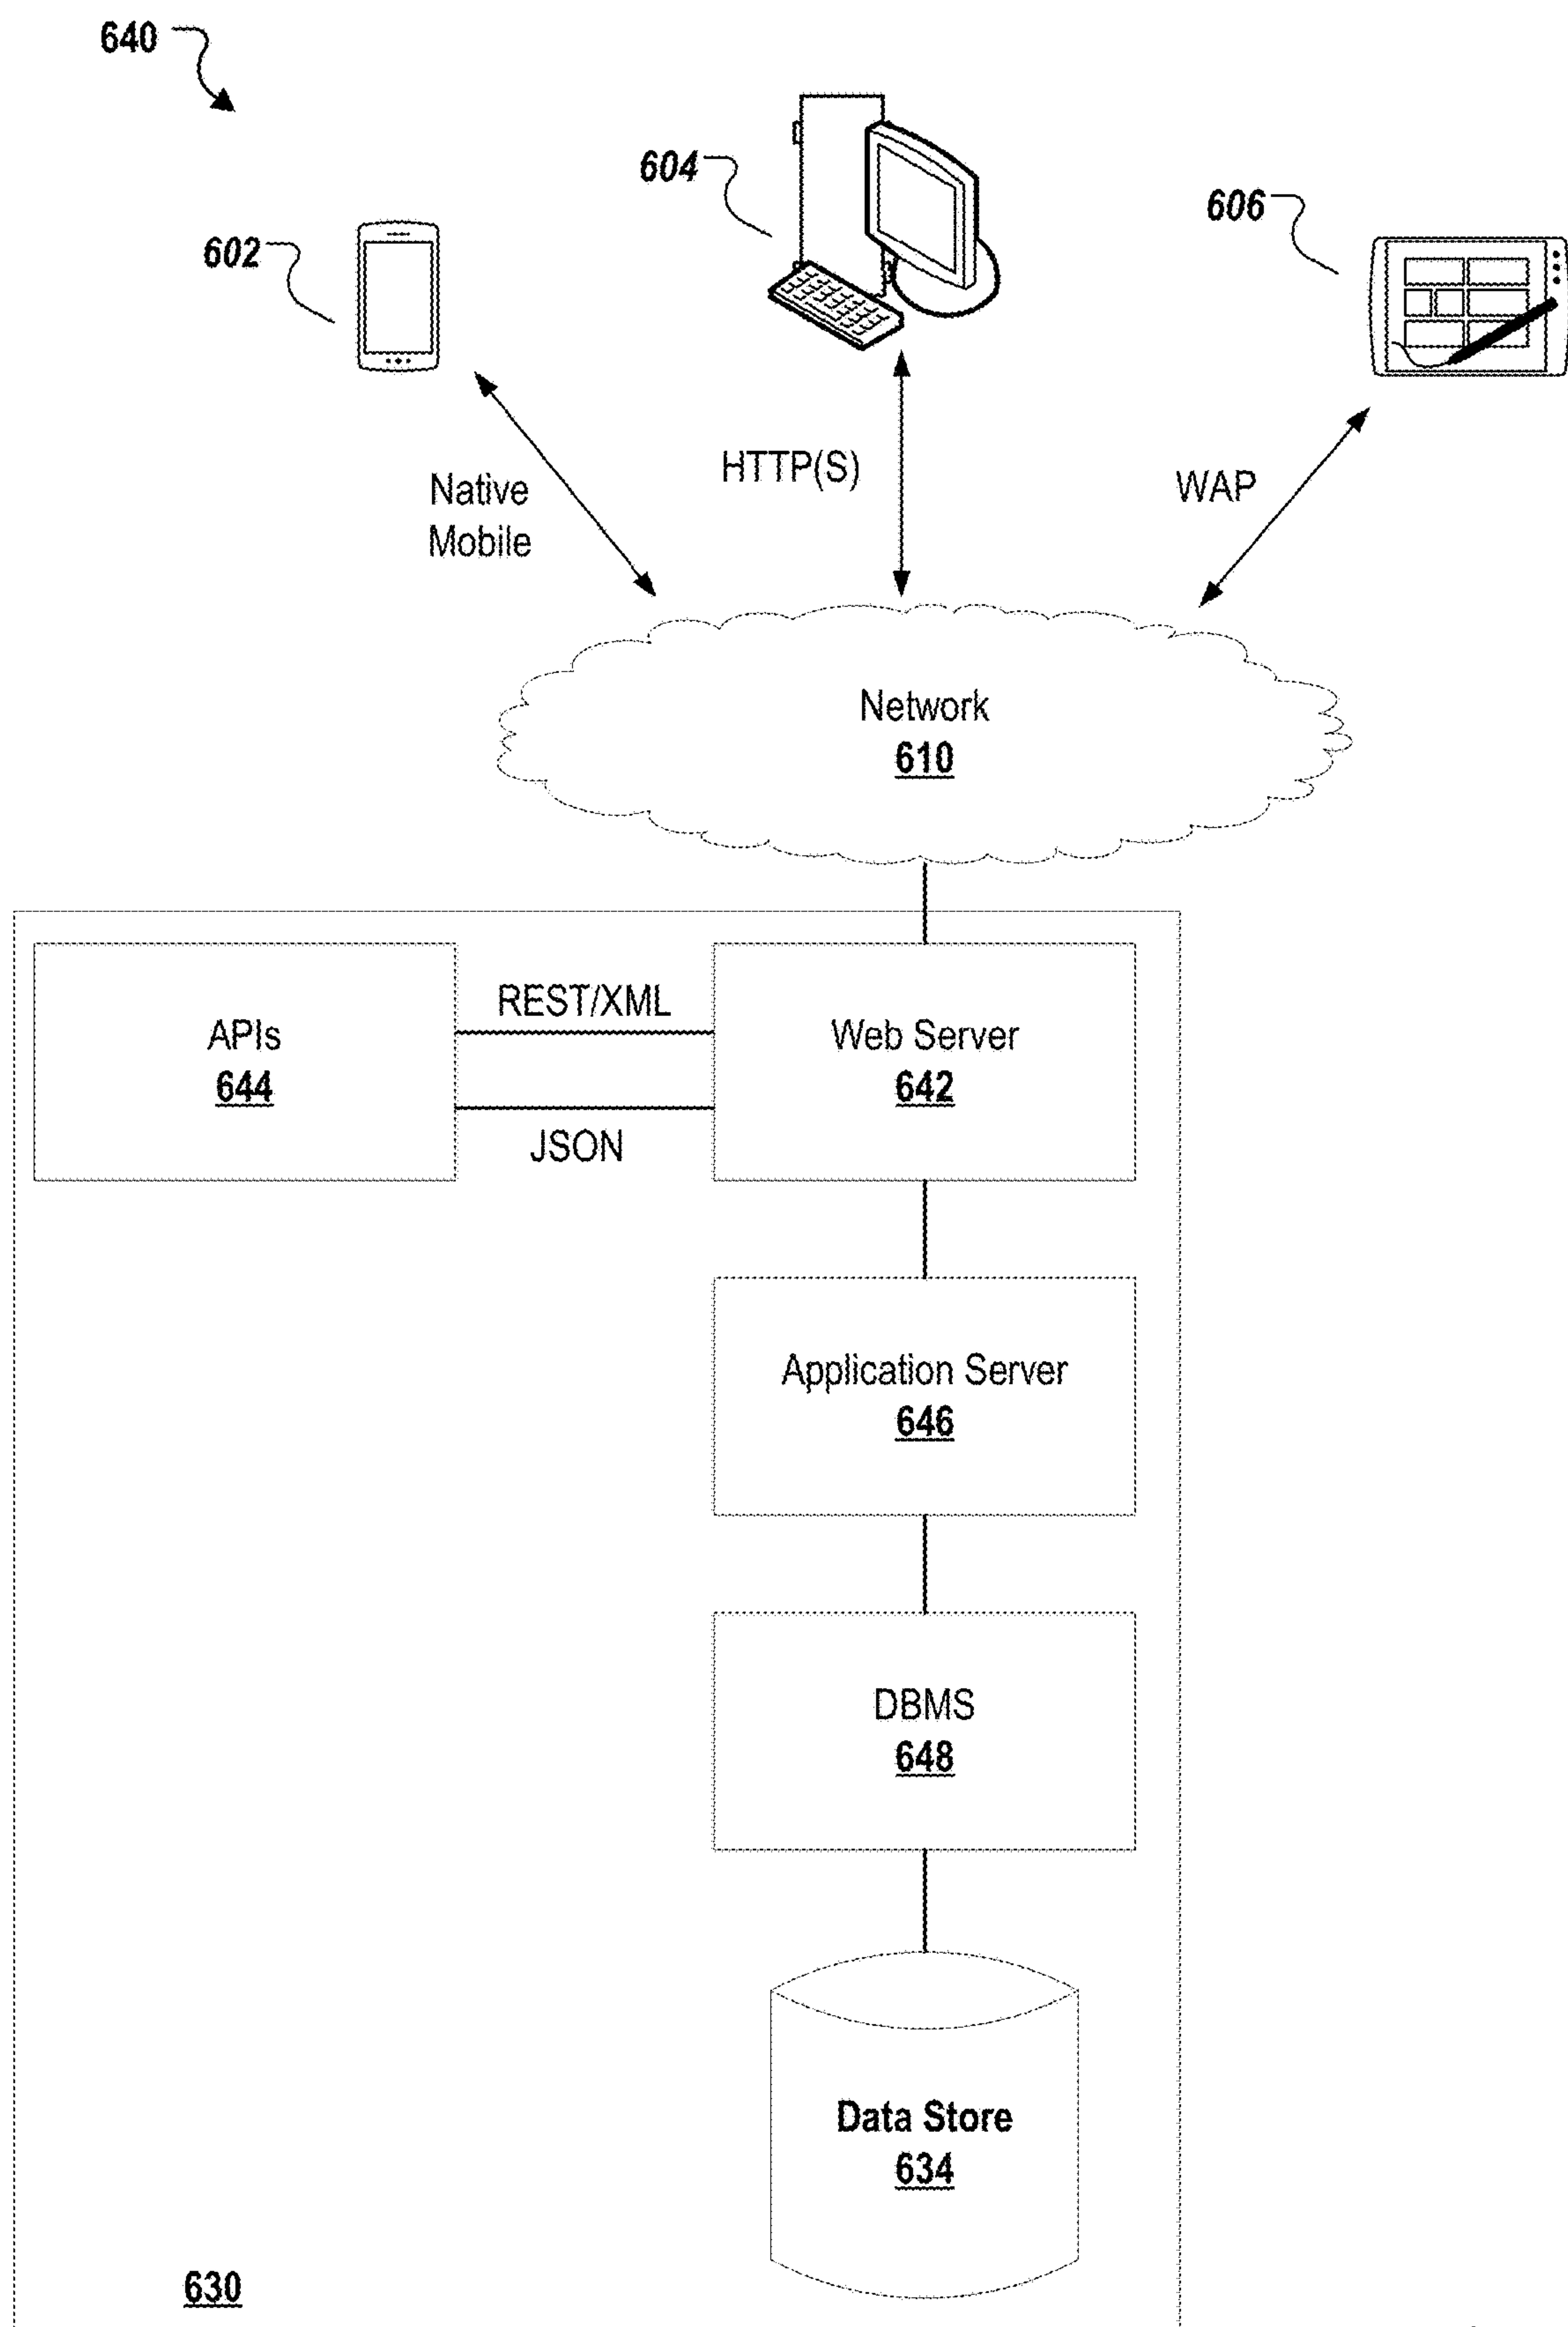 640
604
606
602
HTTP(S)
WAP
Native
Mobile
Network
610
REST/XML
APIs
644
Web Server
642
JSON
Application Server
646
DBMS
648
Data Store
634
630